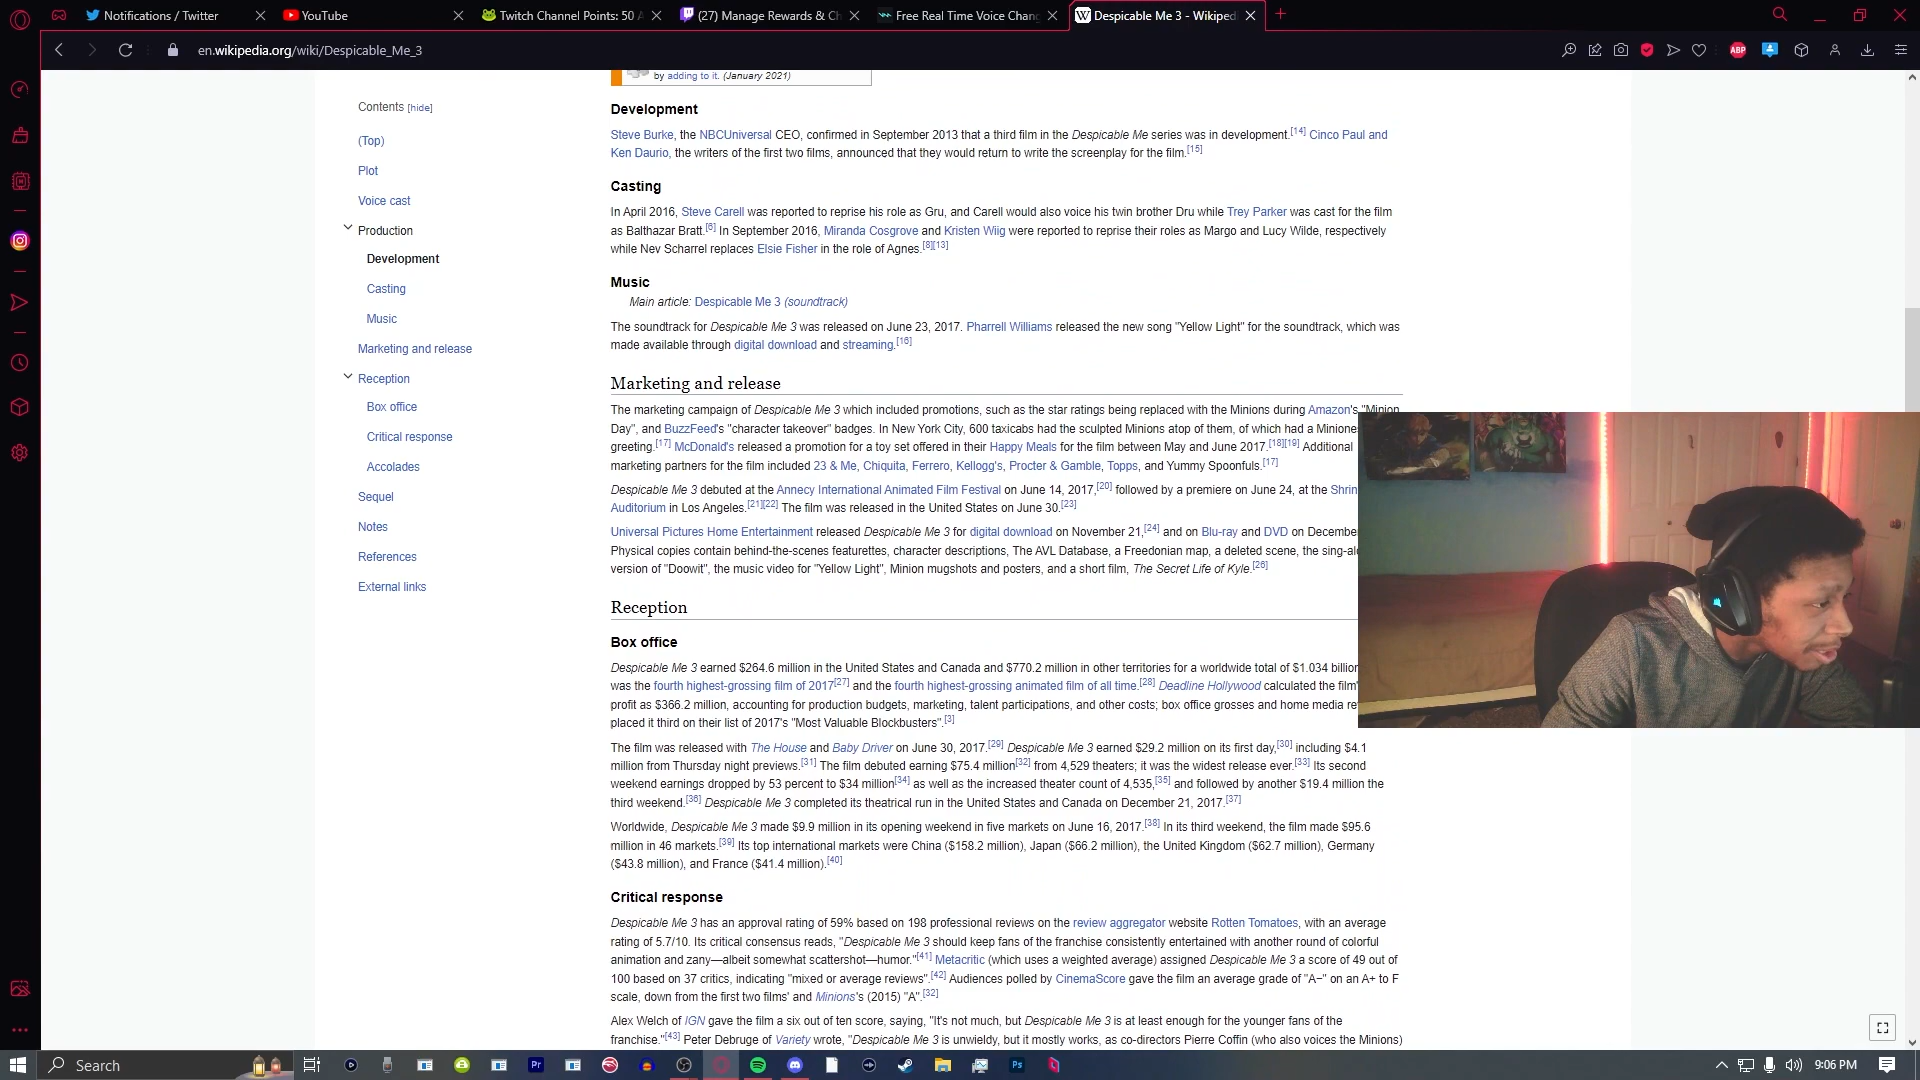 Notifications / Twitter
YouTube
Twitch Channel Points: 50
(27) Manage Rewards & Ch
Free Real Time Voice Chang
Despicable Me 3 - Wikiped
en.wikipedia.org/wiki/Despicable_Me_3
ABP
by adding to it. (January 2021)
Contents [hide]
(Top)
Plot
Voice cast
Production
Development
Casting
Music
Marketing and release
Reception
Box office
Critical response
Accolades
Sequel
Notes
References
External links
Development
Steve Burke, the NBCUniversal CEO, confirmed in September 2013 that a third film in the Despicable Me series was in development.[14] Cinco Paul and
Ken Daurio, the writers of the first two films, announced that they would return to write the screenplay for the film.[15]
Casting
In April 2016, Steve Carell was reported to reprise his role as Gru, and Carell would also voice his twin brother Dru while Trey Parker was cast for the film
as Balthazar Bratt.[6] In September 2016, Miranda Cosgrove and Kristen Wiig were reported to reprise their roles as Margo and Lucy Wilde, respectively
while Nev Scharrel replaces Elsie Fisher in the role of Agnes.[8][13]
Music
Main article: Despicable Me 3 (soundtrack)
The soundtrack for Despicable Me 3 was released on June 23, 2017. Pharrell Williams released the new song "Yellow Light" for the soundtrack, which was
made available through digital download and streaming.[16]
Marketing and release
The marketing campaign of Despicable Me 3 which included promotions, such as the star ratings being replaced with the Minions during Amazon's "Minion
Day", and BuzzFeed's "character takeover" badges. In New York City, 600 taxicabs had the sculpted Minions atop of them, of which had a Miniones
greeting.[17] McDonald's released a promotion for a toy set offered in their Happy Meals for the film between May and June 2017.[18][19] Additional
marketing partners for the film included 23 & Me, Chiquita, Ferrero, Kellogg's, Procter & Gamble, Topps, and Yummy Spoonfuls.[17]
Despicable Me 3 debuted at the Annecy International Animated Film Festival on June 14, 2017,[20] followed by a premiere on June 24, at the Shrin
Auditorium in Los Angeles.[21][22] The film was released in the United States on June 30.[23]
Universal Pictures Home Entertainment released Despicable Me 3 for digital download on November 21,[24] and on Blu-ray and DVD on December
Physical copies contain behind-the-scenes featurettes, character descriptions, The AVL Database, a Freedonian map, a deleted scene, the sing-alo
version of "Doowit", the music video for "Yellow Light", Minion mugshots and posters, and a short film, The Secret Life of Kyle.[26]
Reception
Box office
Despicable Me 3 earned $264.6 million in the United States and Canada and $770.2 million in other territories for a worldwide total of $1.034 billion
was the fourth highest-grossing film of 2017[27] and the fourth highest-grossing animated film of all time.[28] Deadline Hollywood calculated the film'
profit as $366.2 million, accounting for production budgets, marketing, talent participations, and other costs; box office grosses and home media re
placed it third on their list of 2017's "Most Valuable Blockbusters".[3]
The film was released with The House and Baby Driver on June 30, 2017.[29] Despicable Me 3 earned $29.2 million on its first day,[30] including $4.1
million from Thursday night previews.[31] The film debuted earning $75.4 million[32] from 4,529 theaters; it was the widest release ever.[33] Its second
weekend earnings dropped by 53 percent to $34 million[34] as well as the increased theater count of 4,535,[35] and followed by another $19.4 million the
third weekend.[36] Despicable Me 3 completed its theatrical run in the United States and Canada on December 21, 2017.[37]
Worldwide, Despicable Me 3 made $9.9 million in its opening weekend in five markets on June 16, 2017.[38] In its third weekend, the film made $95.6
million in 46 markets.[39] Its top international markets were China ($158.2 million), Japan ($66.2 million), the United Kingdom ($62.7 million), Germany
($43.8 million), and France ($41.4 million).[40]
Critical response
Despicable Me 3 has an approval rating of 59% based on 198 professional reviews on the review aggregator website Rotten Tomatoes, with an average
rating of 5.7/10. Its critical consensus reads, "Despicable Me 3 should keep fans of the franchise consistently entertained with another round of colorful
animation and zany—albeit somewhat scattershot—humor."[41] Metacritic (which uses a weighted average) assigned Despicable Me 3 a score of 49 out of
100 based on 37 critics, indicating "mixed or average reviews".[42] Audiences polled by CinemaScore gave the film an average grade of "A−" on an A+ to F
scale, down from the first two films' and Minions's (2015) "A".[32]
Alex Welch of IGN gave the film a six out of ten score, saying, "It's not much, but Despicable Me 3 is at least enough for the younger fans of the
franchise."[43] Peter Debruge of Variety wrote, "Despicable Me 3 is unwieldy, but it mostly works, as co-directors Pierre Coffin (who also voices the Minions)
Search
Pr
Ps
9:06 PM